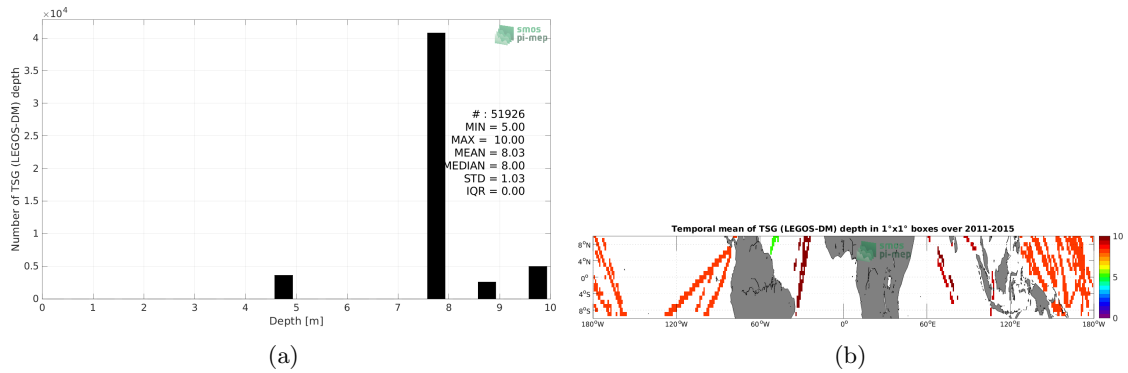 ×10⁴
4
3.5
3
2.5
2
1.5
1
0.5
0
Number of TSG (LEGOS-DM) depth
smos
pi-mep
# : 51926
MIN = 5.00
MAX = 10.00
MEAN = 8.03
MEDIAN = 8.00
STD = 1.03
IQR = 0.00
0 1 2 3 4 5 6 7 8 9 10
Depth [m]
(a)
Temporal mean of TSG (LEGOS-DM) depth in 1°x1° boxes over 2011-2015
8°N
4°N
0°
4°S
8°S
smos
pi-mep
10
5
0
180°W 120°W 60°W 0° 60°E 120°E 180°W
(b)